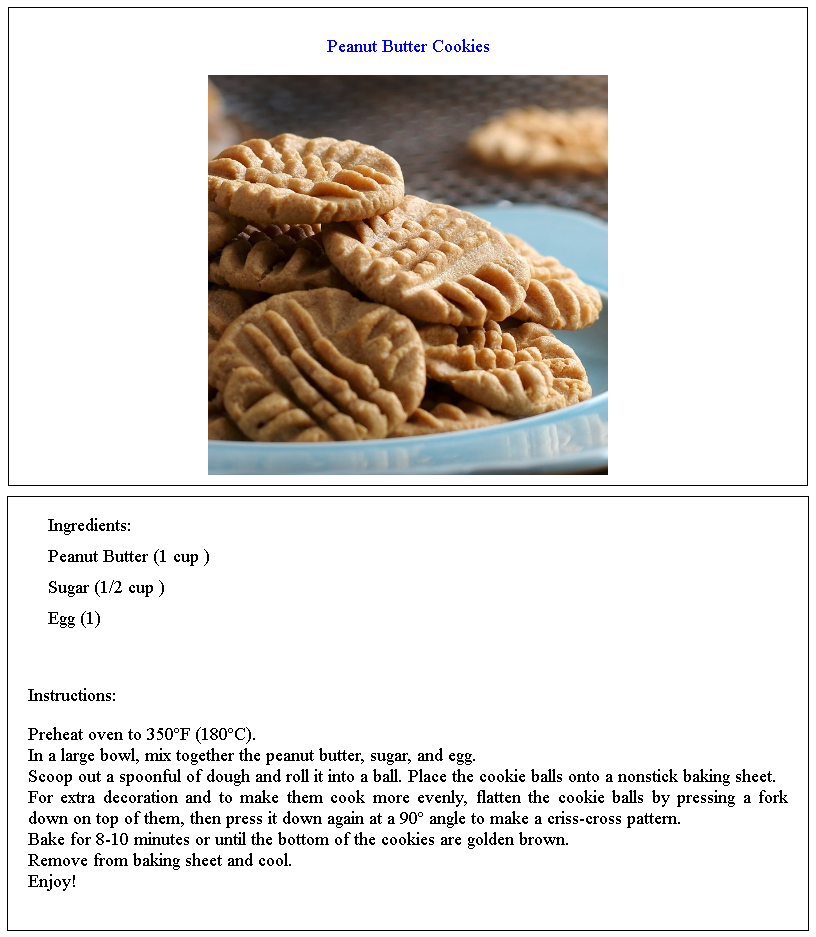 Peanut Butter Cookies
Ingredients:
Peanut Butter (1 cup )
Sugar (1/2 cup )
Egg (1)
Instructions:
Preheat oven to 350°F (180°C).
In a large bowl, mix together the peanut butter, sugar, and egg.
Scoop out a spoonful of dough and roll it into a ball. Place the cookie balls onto a nonstick baking sheet.
For extra decoration and to make them cook more evenly, flatten the cookie balls by pressing a fork
down on top of them, then press it down again at a 90° angle to make a criss-cross pattern.
Bake for 8-10 minutes or until the bottom of the cookies are golden brown.
Remove from baking sheet and cool.
Enjoy!